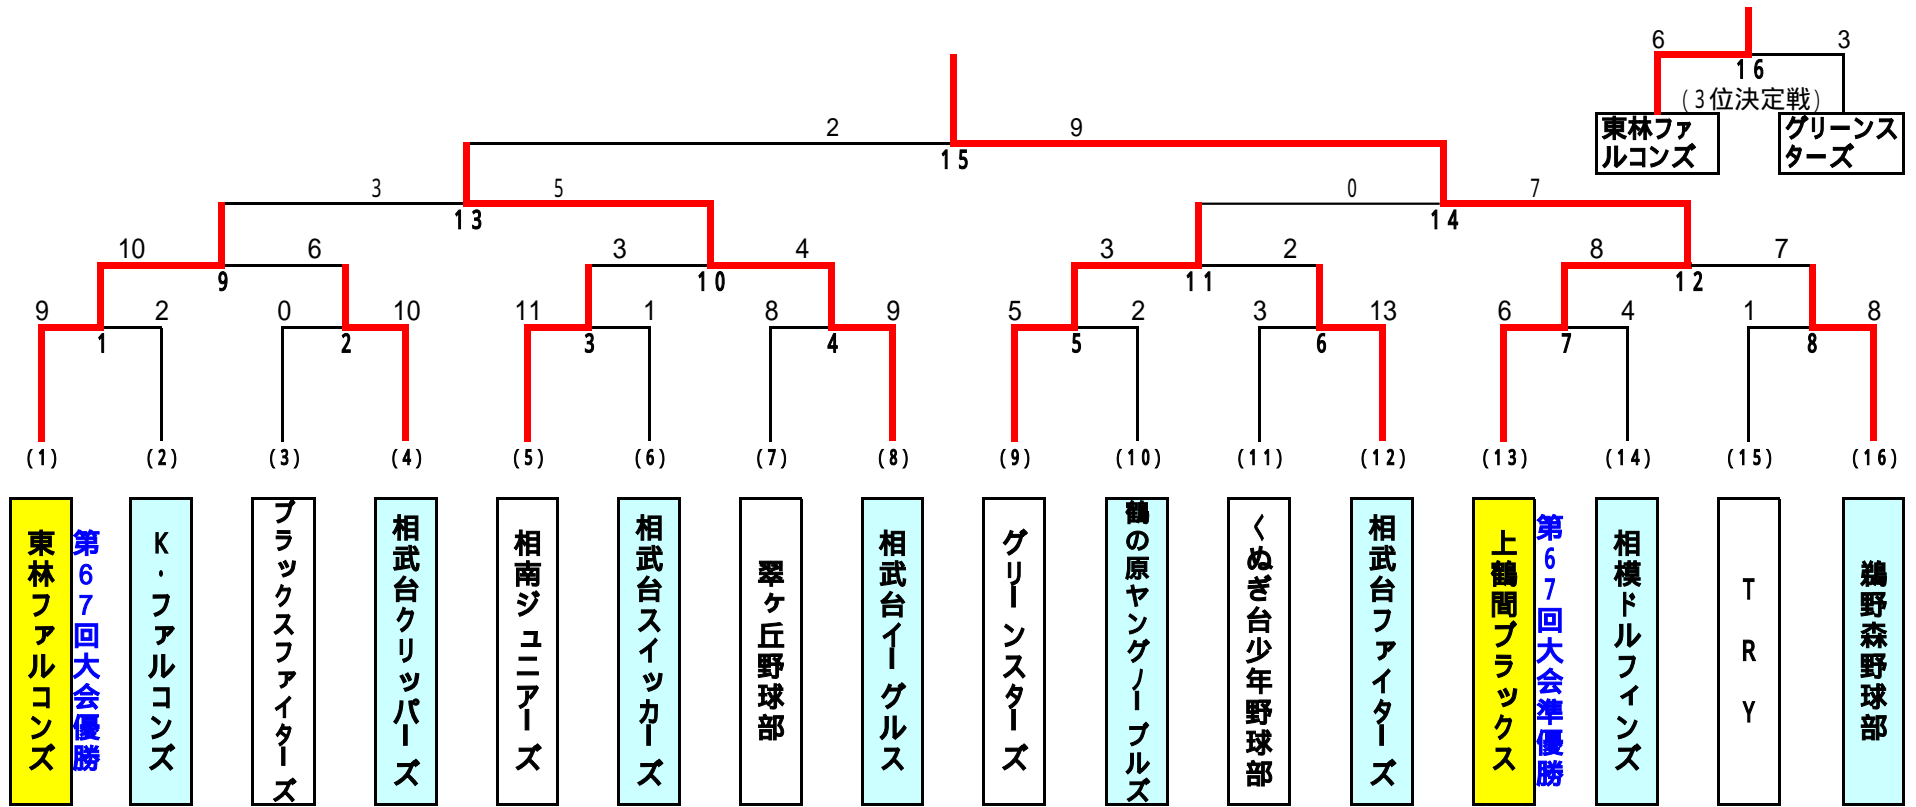 6 3
16
(3位決定戦)
東林ファ
ルコンズ
グリーンス
ターズ
2 9
15
3 5 0 7
13 14
10 6 3 4 3 2 8 7
9 10 11 12
9 2 0 10 11 1 8 9 5 2 3 13 6 4 1 8
1 2 3 4 5 6 7 8
(1) (2) (3) (4) (5) (6) (7) (8) (9) (10) (11) (12) (13) (14) (15) (16)
東林ファルコンズ
第67回大会優勝
K・ファルコンズ
ブラックスファイターズ
相武台クリッパーズ
相南ジュニアーズ
相武台スイッカーズ
翠ヶ丘野球部
相武台イーグルス
グリーンスターズ
鶴の原ヤングノーブルズ
くぬぎ台少年野球部
相武台ファイターズ
上鶴間ブラックス
第67回大会準優勝
相模ドルフィンズ
TRY
鵜野森野球部